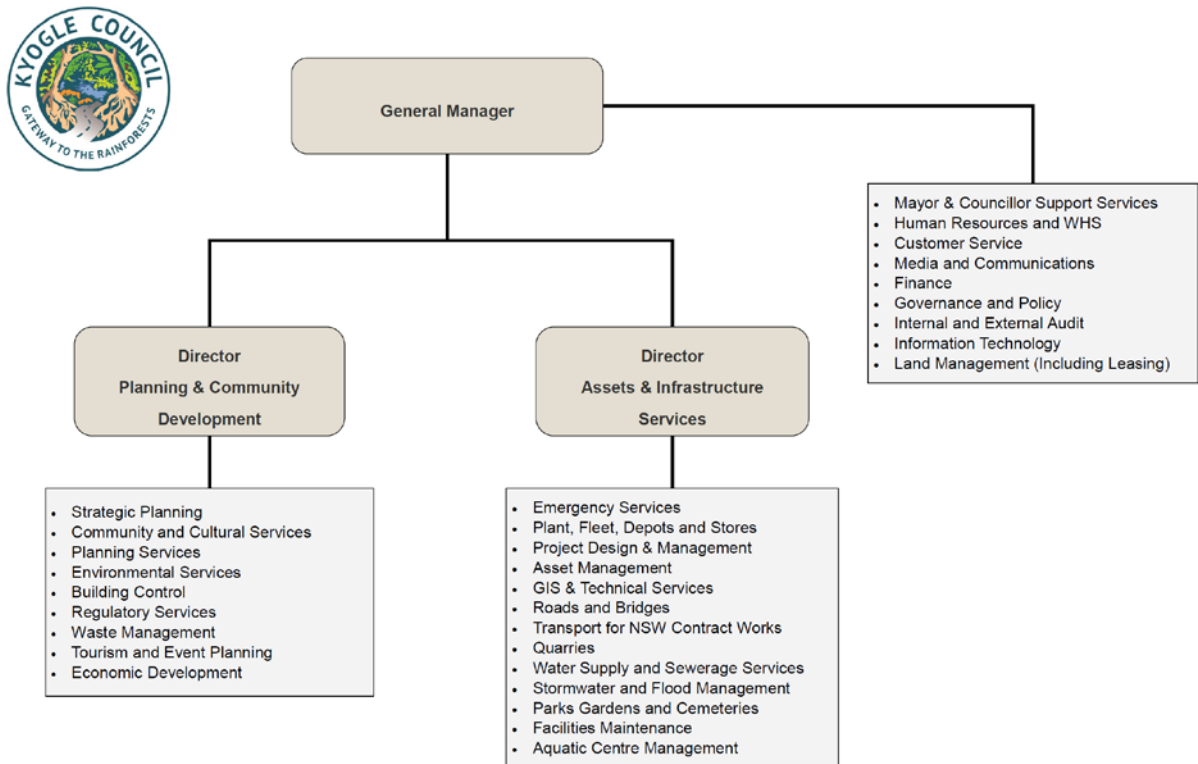 KYOGLE COUNCIL
GATEWAY TO THE RAINFORESTS
General Manager
• Mayor & Councillor Support Services
• Human Resources and WHS
• Customer Service
• Media and Communications
• Finance
• Governance and Policy
• Internal and External Audit
• Information Technology
• Land Management (Including Leasing)
Director
Planning & Community
Development
• Strategic Planning
• Community and Cultural Services
• Planning Services
• Environmental Services
• Building Control
• Regulatory Services
• Waste Management
• Tourism and Event Planning
• Economic Development
Director
Assets & Infrastructure
Services
• Emergency Services
• Plant, Fleet, Depots and Stores
• Project Design & Management
• Asset Management
• GIS & Technical Services
• Roads and Bridges
• Transport for NSW Contract Works
• Quarries
• Water Supply and Sewerage Services
• Stormwater and Flood Management
• Parks Gardens and Cemeteries
• Facilities Maintenance
• Aquatic Centre Management